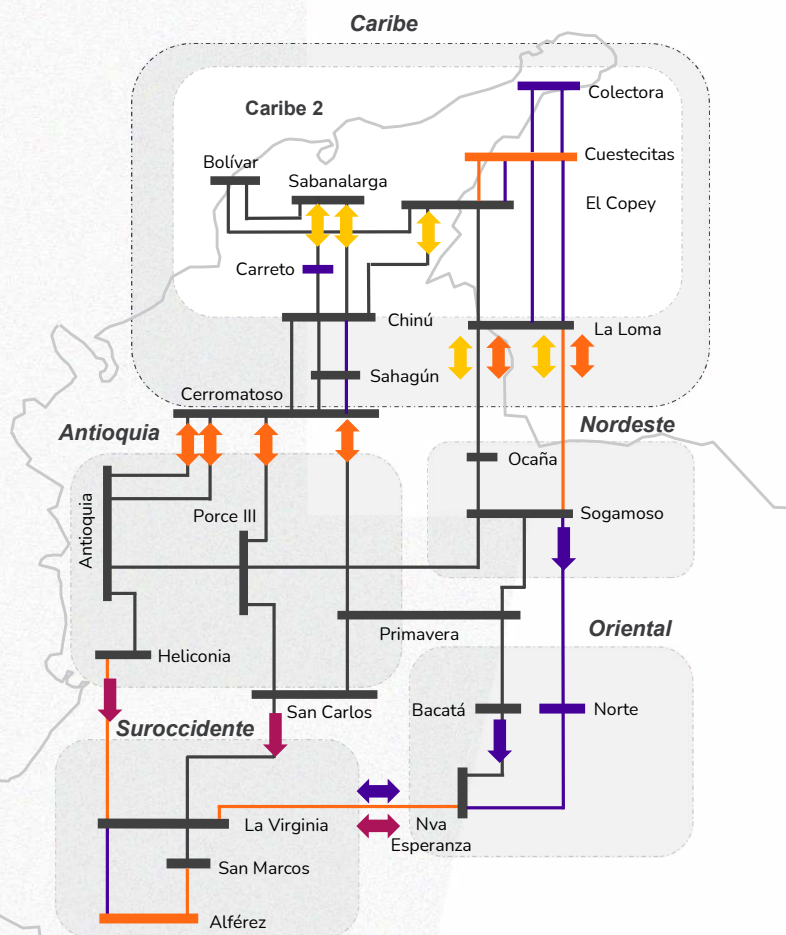 Caribe
Colectora
Caribe 2
Cuestecitas
Bolívar
Sabanalarga
El Copey
Carreto
Chinú
La Loma
Sahagún
Cerromatoso
Antioquia
Nordeste
Ocaña
Antioquia
Porce III
Sogamoso
Primavera
Oriental
Heliconia
San Carlos
Bacatá
Norte
Suroccidente
La Virginia
Nva
Esperanza
San Marcos
Alférez